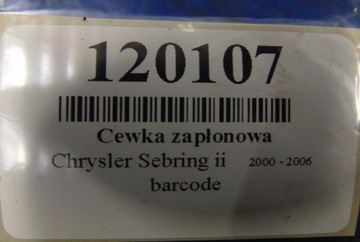 120107
Cewka zapłonowa
Chrysler Sebring ii 2000 - 2006
barcode